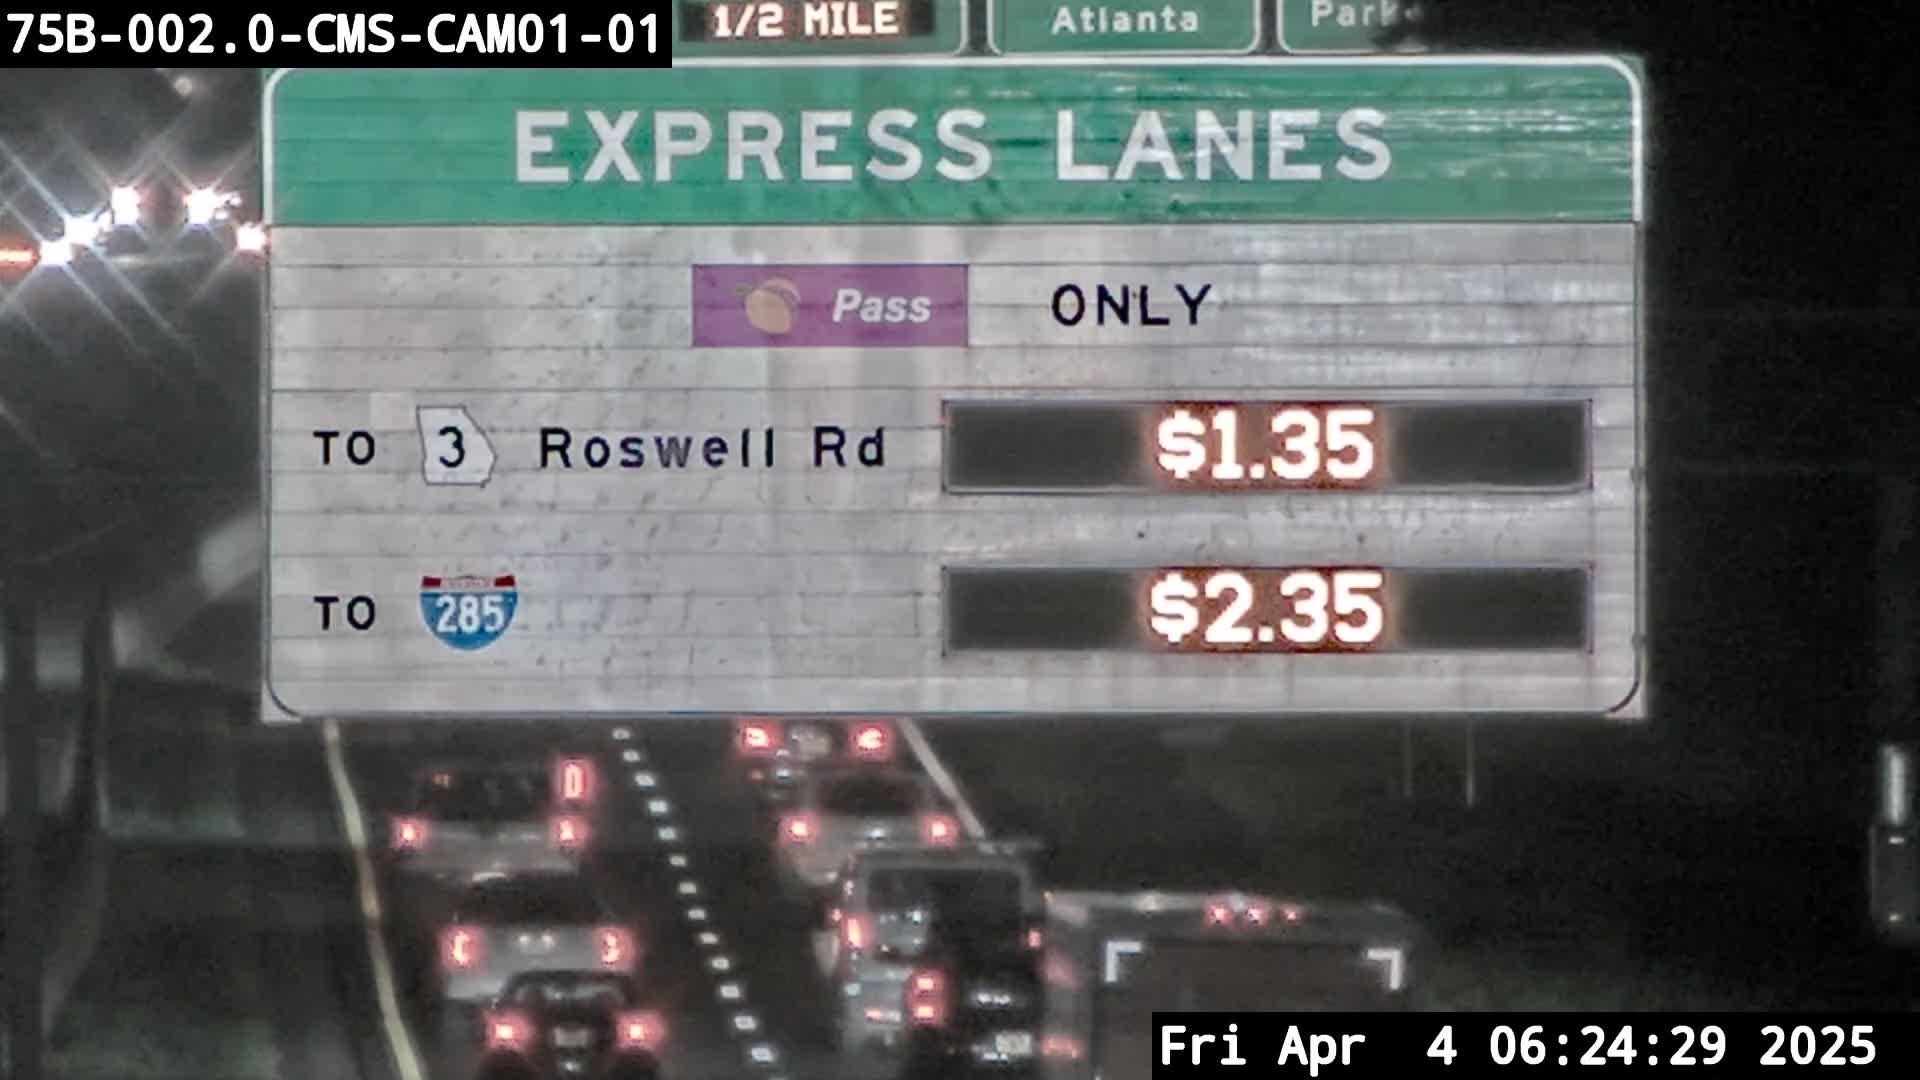 75B-002.0-CMS-CAM01-01
1/2 MILE
Atlanta
EXPRESS LANES
Pass ONLY
TO 3 Roswell Rd $1.35
TO 285 $2.35
Fri Apr 4 06:24:29 2025